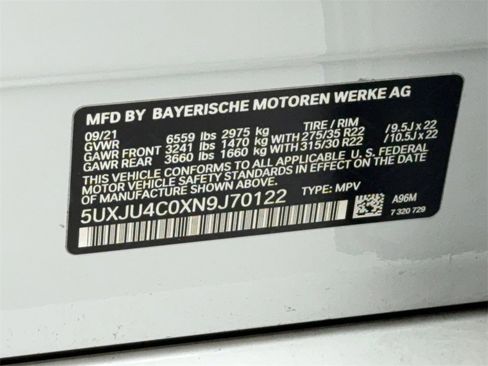 MFD BY BAYERISCHE MOTOREN WERKE AG
09/21 TIRE / RIM
GVWR 6559 lbs 2975 kg
GAWR FRONT 3241 lbs 1470 kg WITH 275/35 R22 /9.5J x 22
GAWR REAR 3660 lbs 1660 kg WITH 315/30 R22 /10.5J x 22
THIS VEHICLE CONFORMS TO ALL APPLICABLE U. S. FEDERAL
MOTOR VEHICLE SAFETY STANDARDS IN EFFECT ON THE DATE
OF MANUFACTURE SHOWN ABOVE.
5UXJU4C0XN9J70122 TYPE: MPV
A96M
7 320 729